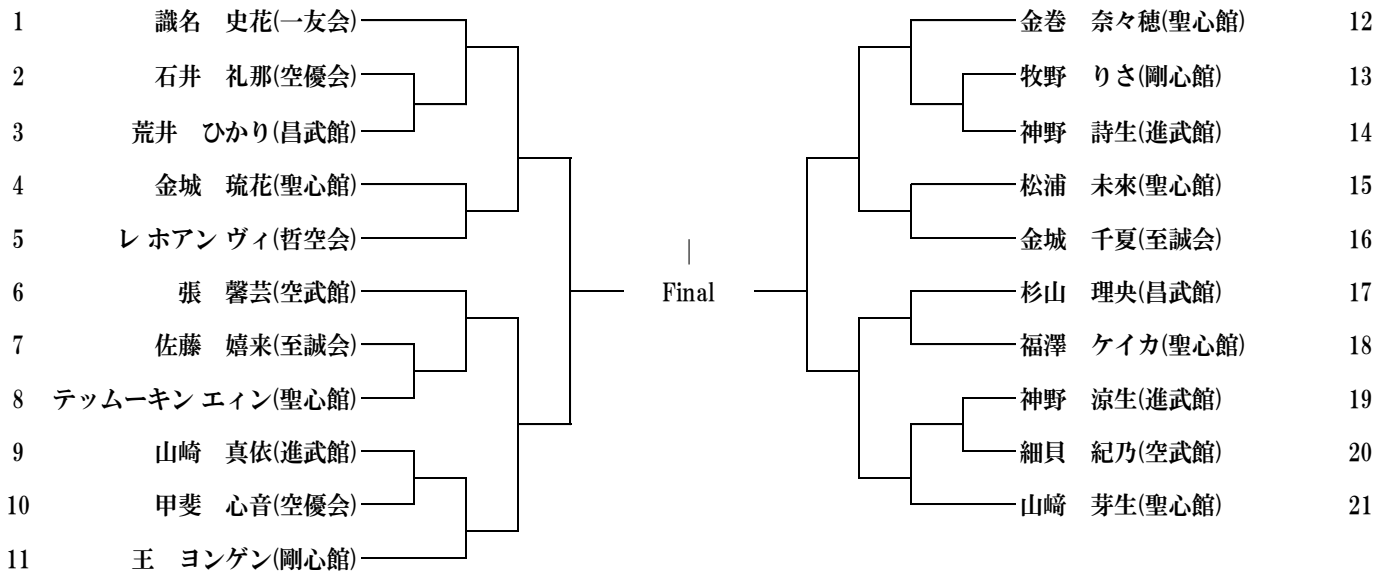 1 識名 史花(一友会)
2 石井 礼那(空優会)
3 荒井 ひかり(昌武館)
4 金城 琉花(聖心館)
5 レ ホアン ヴィ(哲空会)
6 張 馨芸(空武館)
7 佐藤 嬉来(至誠会)
8 テッムーキン エィン(聖心館)
9 山崎 真依(進武館)
10 甲斐 心音(空優会)
11 王 ヨンゲン(剛心館)
|
Final
金巻 奈々穂(聖心館) 12
牧野 りさ(剛心館) 13
神野 詩生(進武館) 14
松浦 未來(聖心館) 15
金城 千夏(至誠会) 16
杉山 理央(昌武館) 17
福澤 ケイカ(聖心館) 18
神野 涼生(進武館) 19
細貝 紀乃(空武館) 20
山﨑 芽生(聖心館) 21